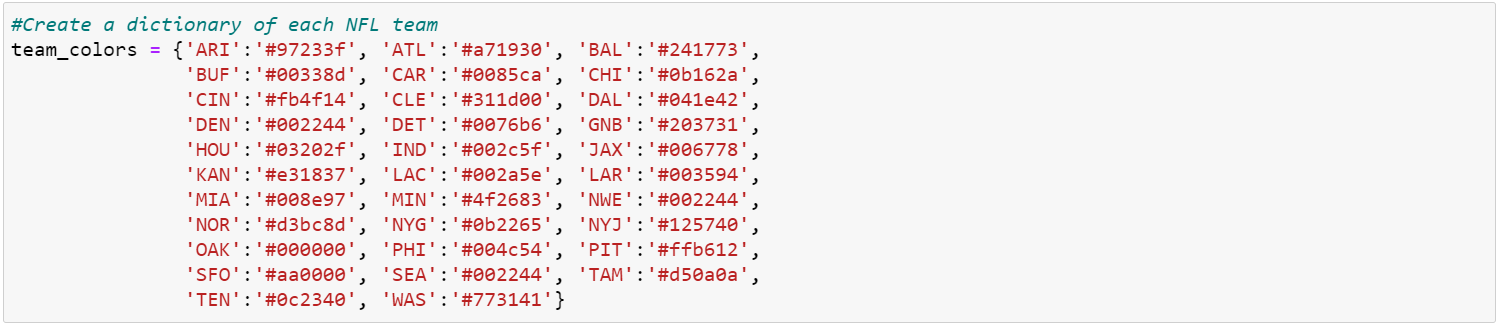 #Create a dictionary of each NFL team
team_colors = {'ARI':'#97233f', 'ATL':'#a71930', 'BAL':'#241773',
               'BUF':'#00338d', 'CAR':'#0085ca', 'CHI':'#0b162a',
               'CIN':'#fb4f14', 'CLE':'#311d00', 'DAL':'#041e42',
               'DEN':'#002244', 'DET':'#0076b6', 'GNB':'#203731',
               'HOU':'#03202f', 'IND':'#002c5f', 'JAX':'#006778',
               'KAN':'#e31837', 'LAC':'#002a5e', 'LAR':'#003594',
               'MIA':'#008e97', 'MIN':'#4f2683', 'NWE':'#002244',
               'NOR':'#d3bc8d', 'NYG':'#0b2265', 'NYJ':'#125740',
               'OAK':'#000000', 'PHI':'#004c54', 'PIT':'#ffb612',
               'SFO':'#aa0000', 'SEA':'#002244', 'TAM':'#d50a0a',
               'TEN':'#0c2340', 'WAS':'#773141'}